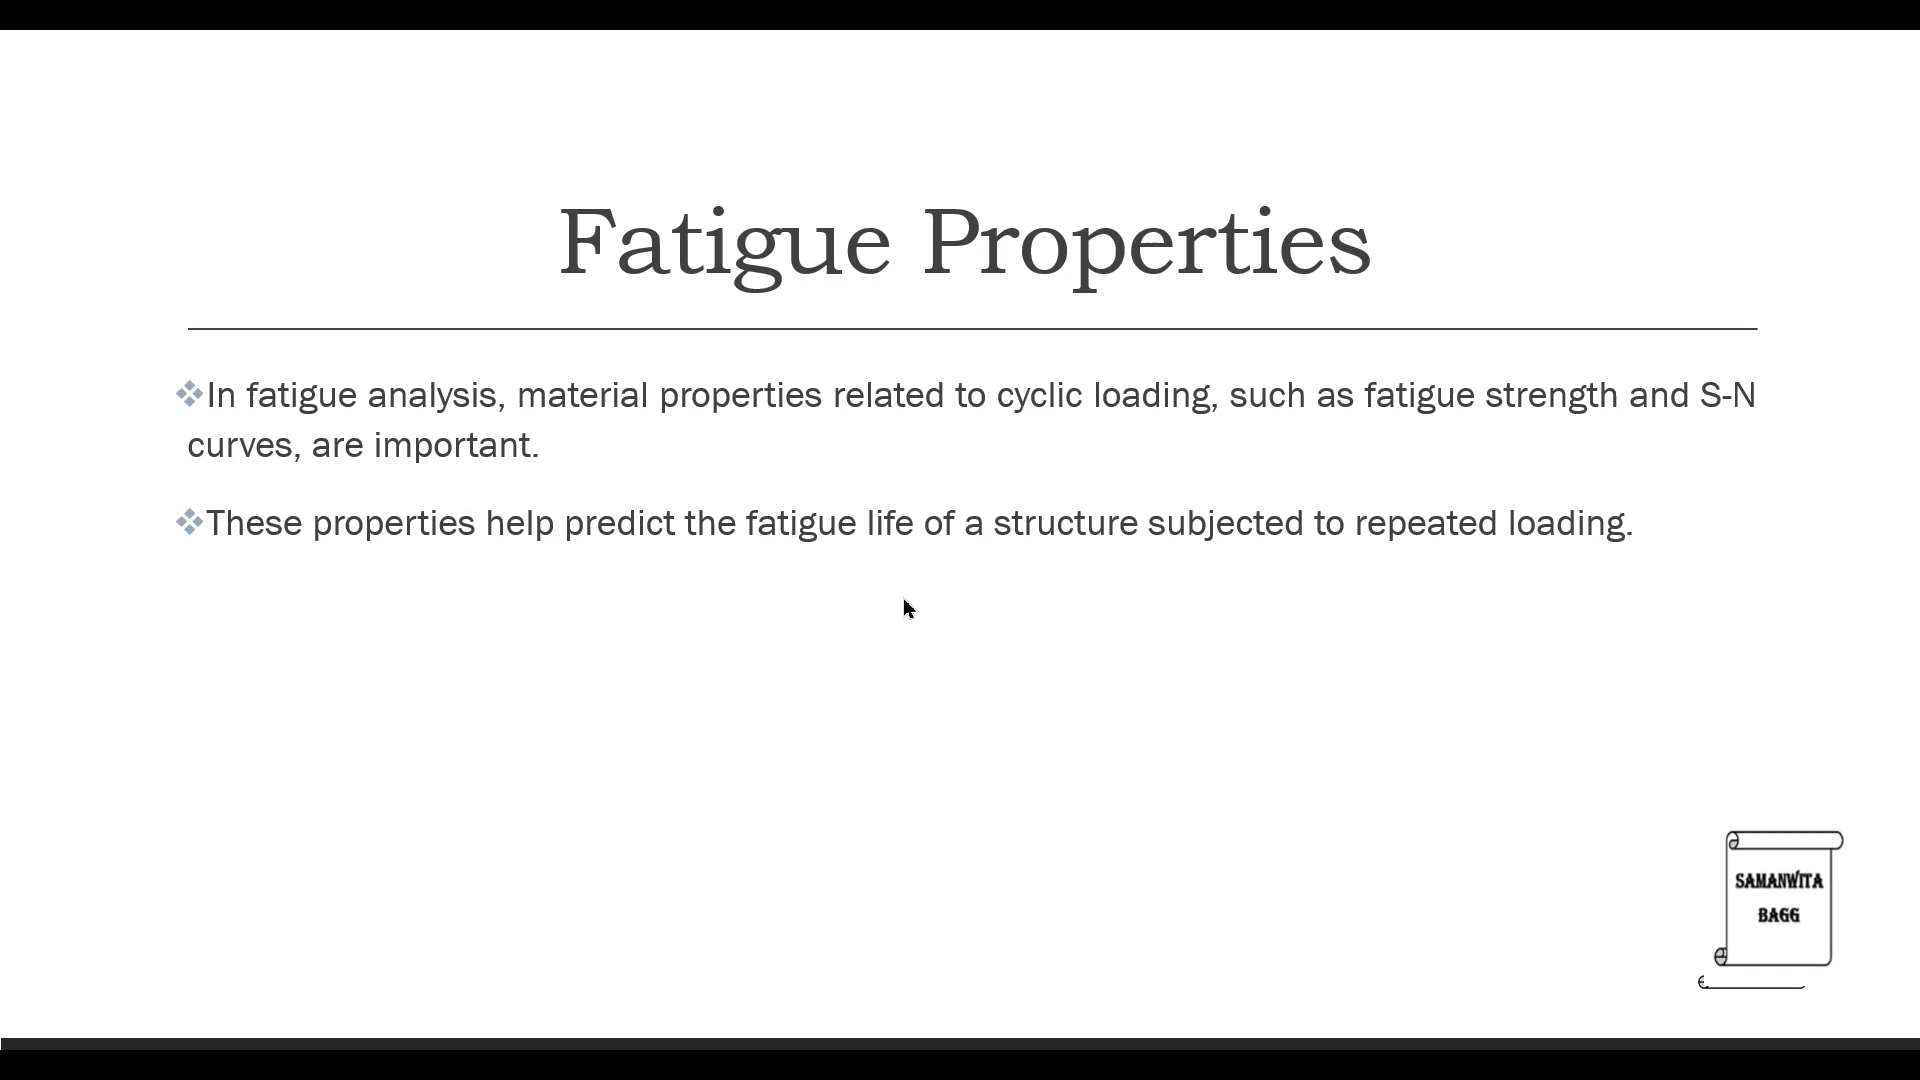 Fatigue Properties
❖In fatigue analysis, material properties related to cyclic loading, such as fatigue strength and S-N
curves, are important.
❖These properties help predict the fatigue life of a structure subjected to repeated loading.
SAMANWITA
BAGG